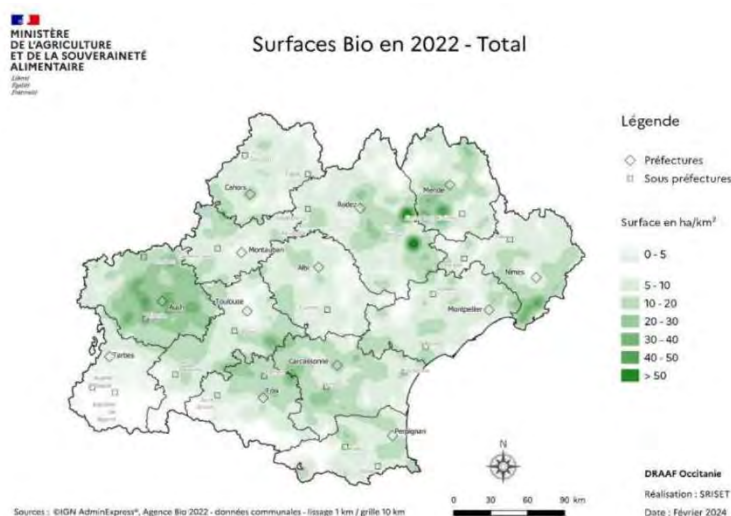 MINISTÈRE
DE L'AGRICULTURE
ET DE LA SOUVERAINETÉ
ALIMENTAIRE
Liberté
Égalité
Fraternité
Surfaces Bio en 2022 - Total
Légende
Préfectures
Sous préfectures
Surface en ha/km²
0 - 5
5 - 10
10 - 20
20 - 30
30 - 40
40 - 50
> 50
Mende
Cahors
Rodez
Montauban
Albi
Nîmes
Auch
Toulouse
Montpellier
Tarbes
Carcassonne
Foix
Perpignan
N
0 30 60 90 km
DRAAF Occitanie
Réalisation : SRISET
Date : Février 2024
Sources : ©IGN AdminExpress®, Agence Bio 2022 - données communales - lissage 1 km / grille 10 km